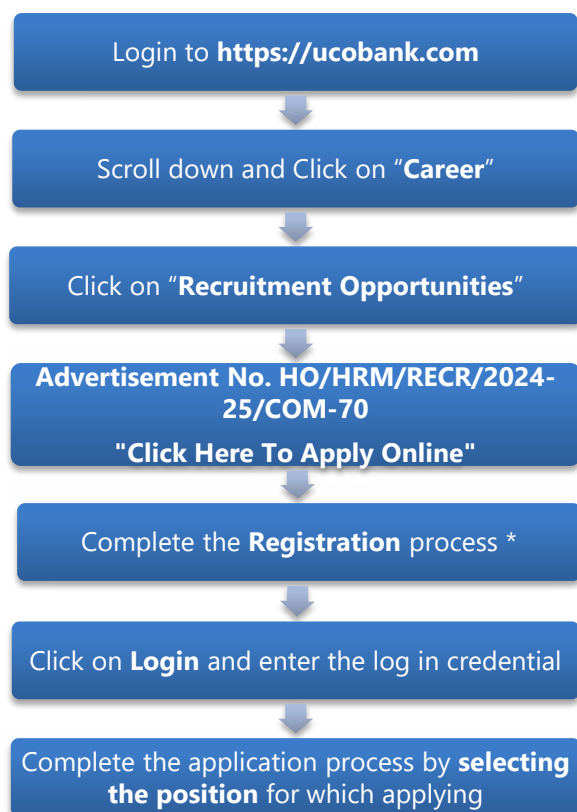 Login to https://ucobank.com
Scroll down and Click on “Career”
Click on “Recruitment Opportunities”
Advertisement No. HO/HRM/RECR/2024-
25/COM-70
"Click Here To Apply Online"
Complete the Registration process *
Click on Login and enter the log in credential
Complete the application process by selecting
the position for which applying